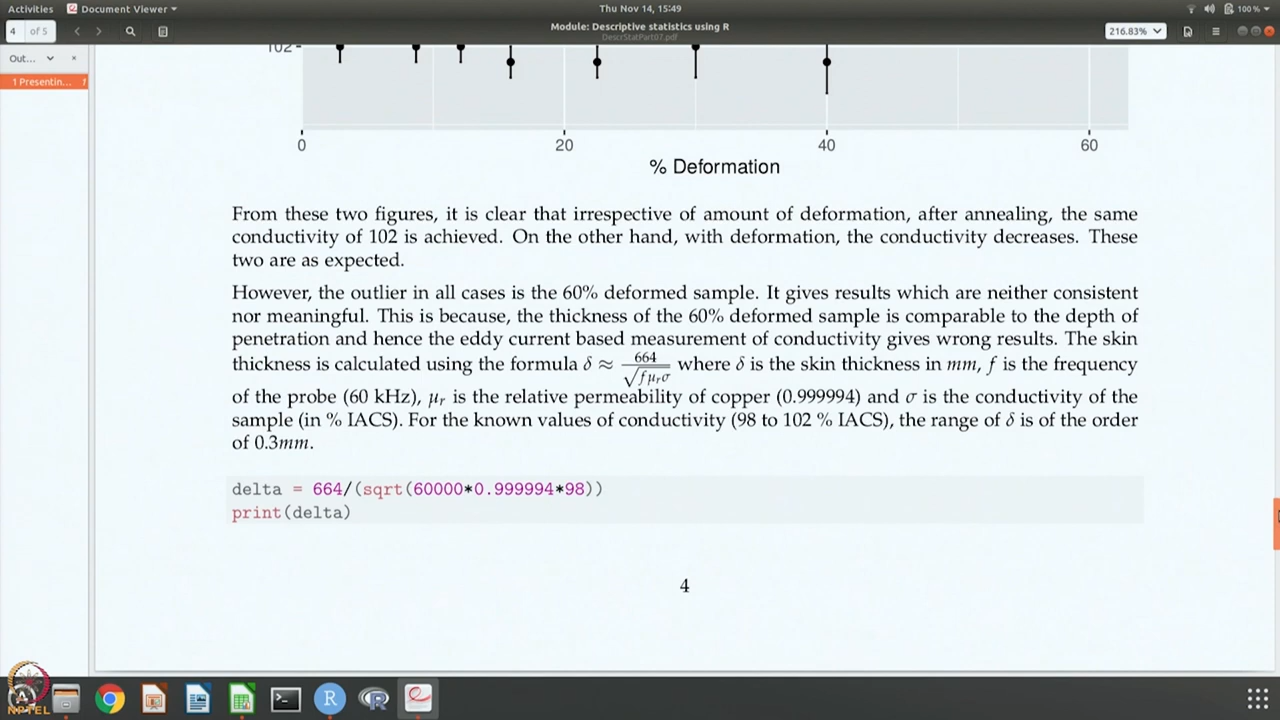 Activities
Document Viewer
Thu Nov 14, 15:49
100 %
4 of 5
Module: Descriptive statistics using R
DescrStatPart07.pdf
216.83%
Out...
1 Presentin... 1
102
0 20 40 60
% Deformation
From these two figures, it is clear that irrespective of amount of deformation, after annealing, the same
conductivity of 102 is achieved. On the other hand, with deformation, the conductivity decreases. These
two are as expected.
However, the outlier in all cases is the 60% deformed sample. It gives results which are neither consistent
nor meaningful. This is because, the thickness of the 60% deformed sample is comparable to the depth of
penetration and hence the eddy current based measurement of conductivity gives wrong results. The skin
thickness is calculated using the formula δ ≈ 664/√fμrσ where δ is the skin thickness in mm, f is the frequency
of the probe (60 kHz), μr is the relative permeability of copper (0.999994) and σ is the conductivity of the
sample (in % IACS). For the known values of conductivity (98 to 102 % IACS), the range of δ is of the order
of 0.3mm.
delta = 664/(sqrt(60000*0.999994*98))
print(delta)
4
NPTEL